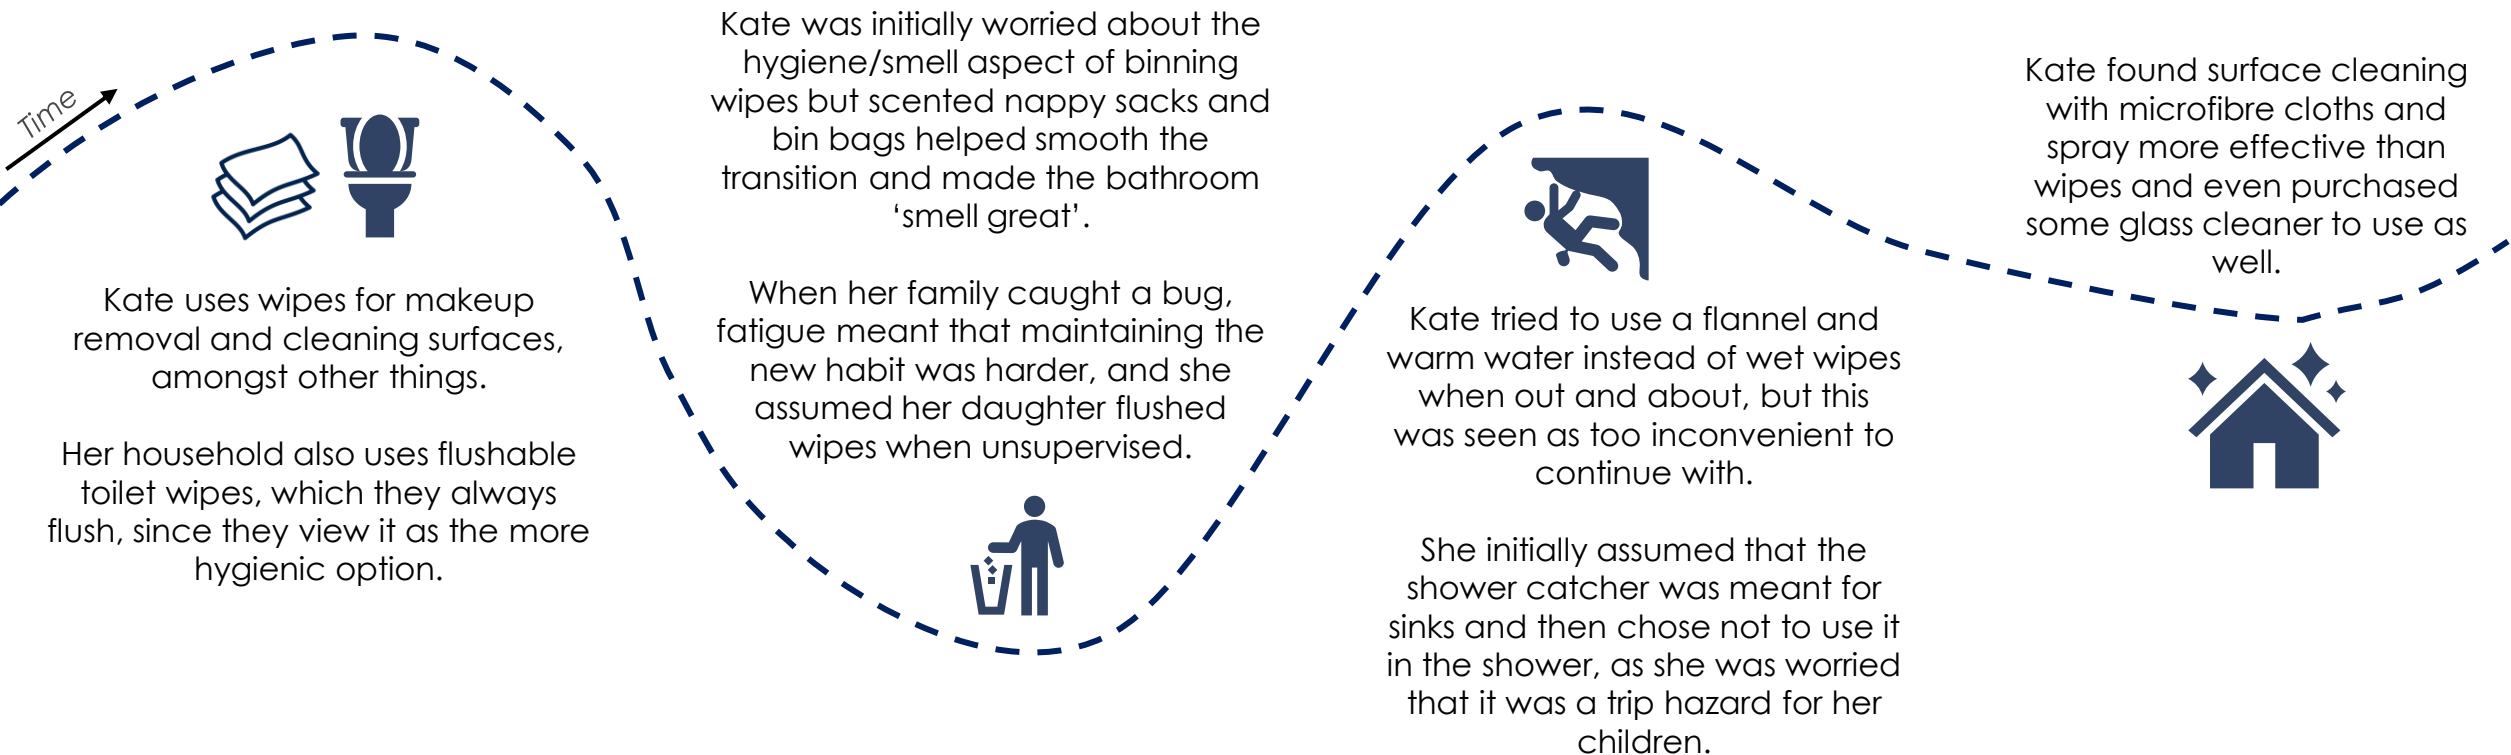 Time
Kate uses wipes for makeup
removal and cleaning surfaces,
amongst other things.
Her household also uses flushable
toilet wipes, which they always
flush, since they view it as the more
hygienic option.
Kate was initially worried about the
hygiene/smell aspect of binning
wipes but scented nappy sacks and
bin bags helped smooth the
transition and made the bathroom
‘smell great’.
When her family caught a bug,
fatigue meant that maintaining the
new habit was harder, and she
assumed her daughter flushed
wipes when unsupervised.
Kate tried to use a flannel and
warm water instead of wet wipes
when out and about, but this
was seen as too inconvenient to
continue with.
She initially assumed that the
shower catcher was meant for
sinks and then chose not to use it
in the shower, as she was worried
that it was a trip hazard for her
children.
Kate found surface cleaning
with microfibre cloths and
spray more effective than
wipes and even purchased
some glass cleaner to use as
well.